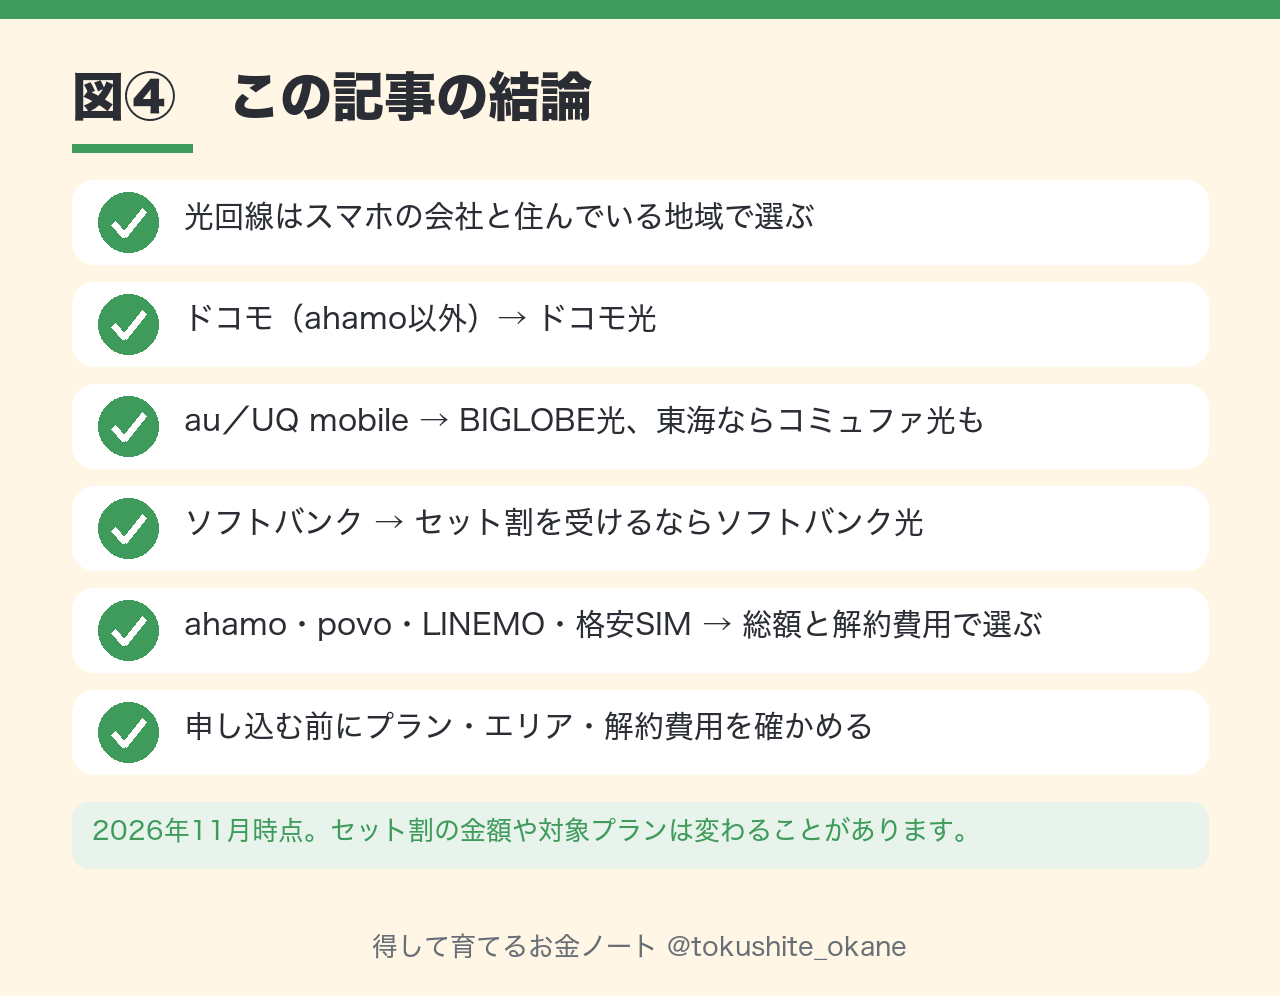 図④　この記事の結論
光回線はスマホの会社と住んでいる地域で選ぶ
ドコモ（ahamo以外）→ ドコモ光
au／UQ mobile → BIGLOBE光、東海ならコミュファ光も
ソフトバンク → セット割を受けるならソフトバンク光
ahamo・povo・LINEMO・格安SIM → 総額と解約費用で選ぶ
申し込む前にプラン・エリア・解約費用を確かめる
2026年11月時点。セット割の金額や対象プランは変わることがあります。
得して育てるお金ノート @tokushite_okane